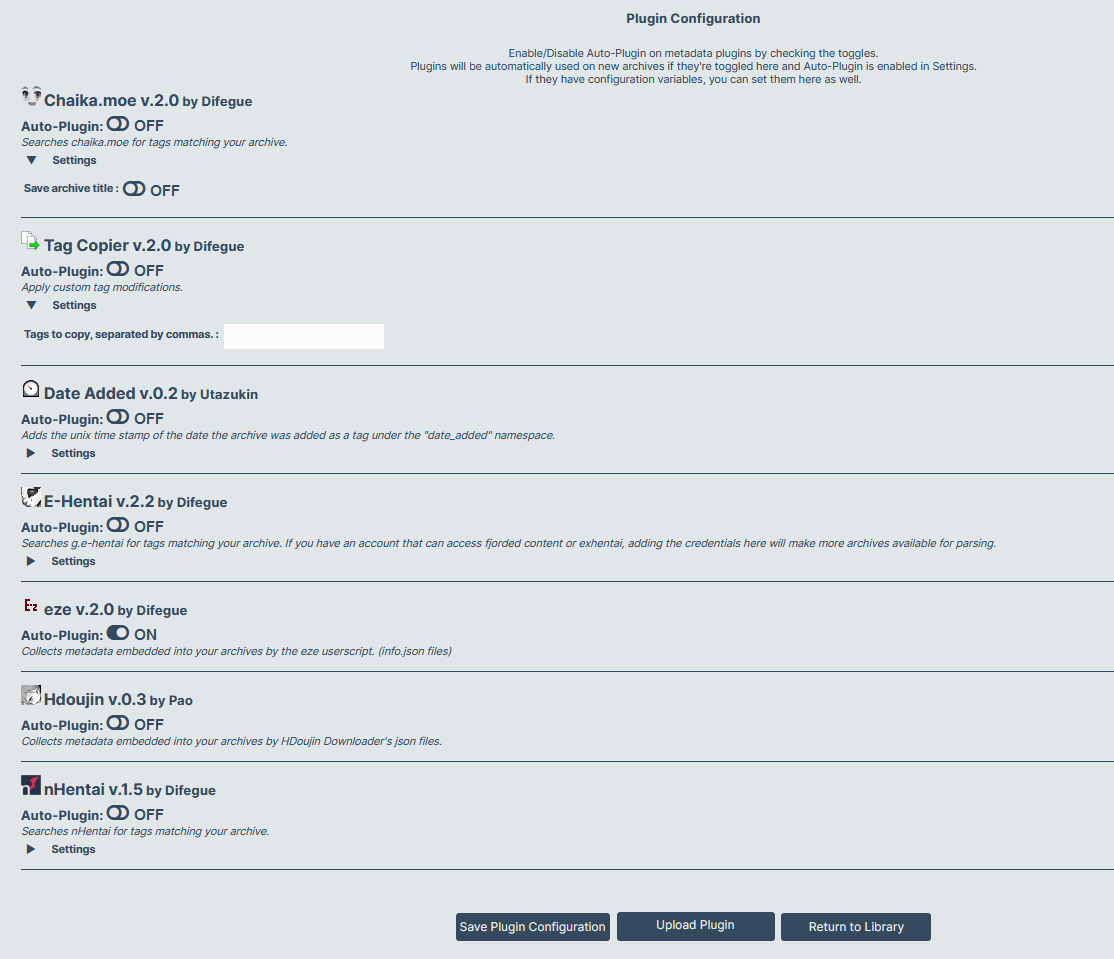 Plugin Configuration
Enable/Disable Auto-Plugin on metadata plugins by checking the toggles.
Plugins will be automatically used on new archives if they're toggled here and Auto-Plugin is enabled in Settings.
If they have configuration variables, you can set them here as well.
Chaika.moe v.2.0 by Difegue
Auto-Plugin: OFF
Searches chaika.moe for tags matching your archive.
▼ Settings
Save archive title : OFF
Tag Copier v.2.0 by Difegue
Auto-Plugin: OFF
Apply custom tag modifications.
▼ Settings
Tags to copy, separated by commas. :
Date Added v.0.2 by Utazukin
Auto-Plugin: OFF
Adds the unix time stamp of the date the archive was added as a tag under the "date_added" namespace.
▶ Settings
E-Hentai v.2.2 by Difegue
Auto-Plugin: OFF
Searches g.e-hentai for tags matching your archive. If you have an account that can access fjorded content or exhentai, adding the credentials here will make more archives available for parsing.
▶ Settings
E-z eze v.2.0 by Difegue
Auto-Plugin: ON
Collects metadata embedded into your archives by the eze userscript. (info.json files)
Hdoujin v.0.3 by Pao
Auto-Plugin: OFF
Collects metadata embedded into your archives by HDoujin Downloader's json files.
nHentai v.1.5 by Difegue
Auto-Plugin: OFF
Searches nHentai for tags matching your archive.
▶ Settings
Save Plugin Configuration Upload Plugin Return to Library